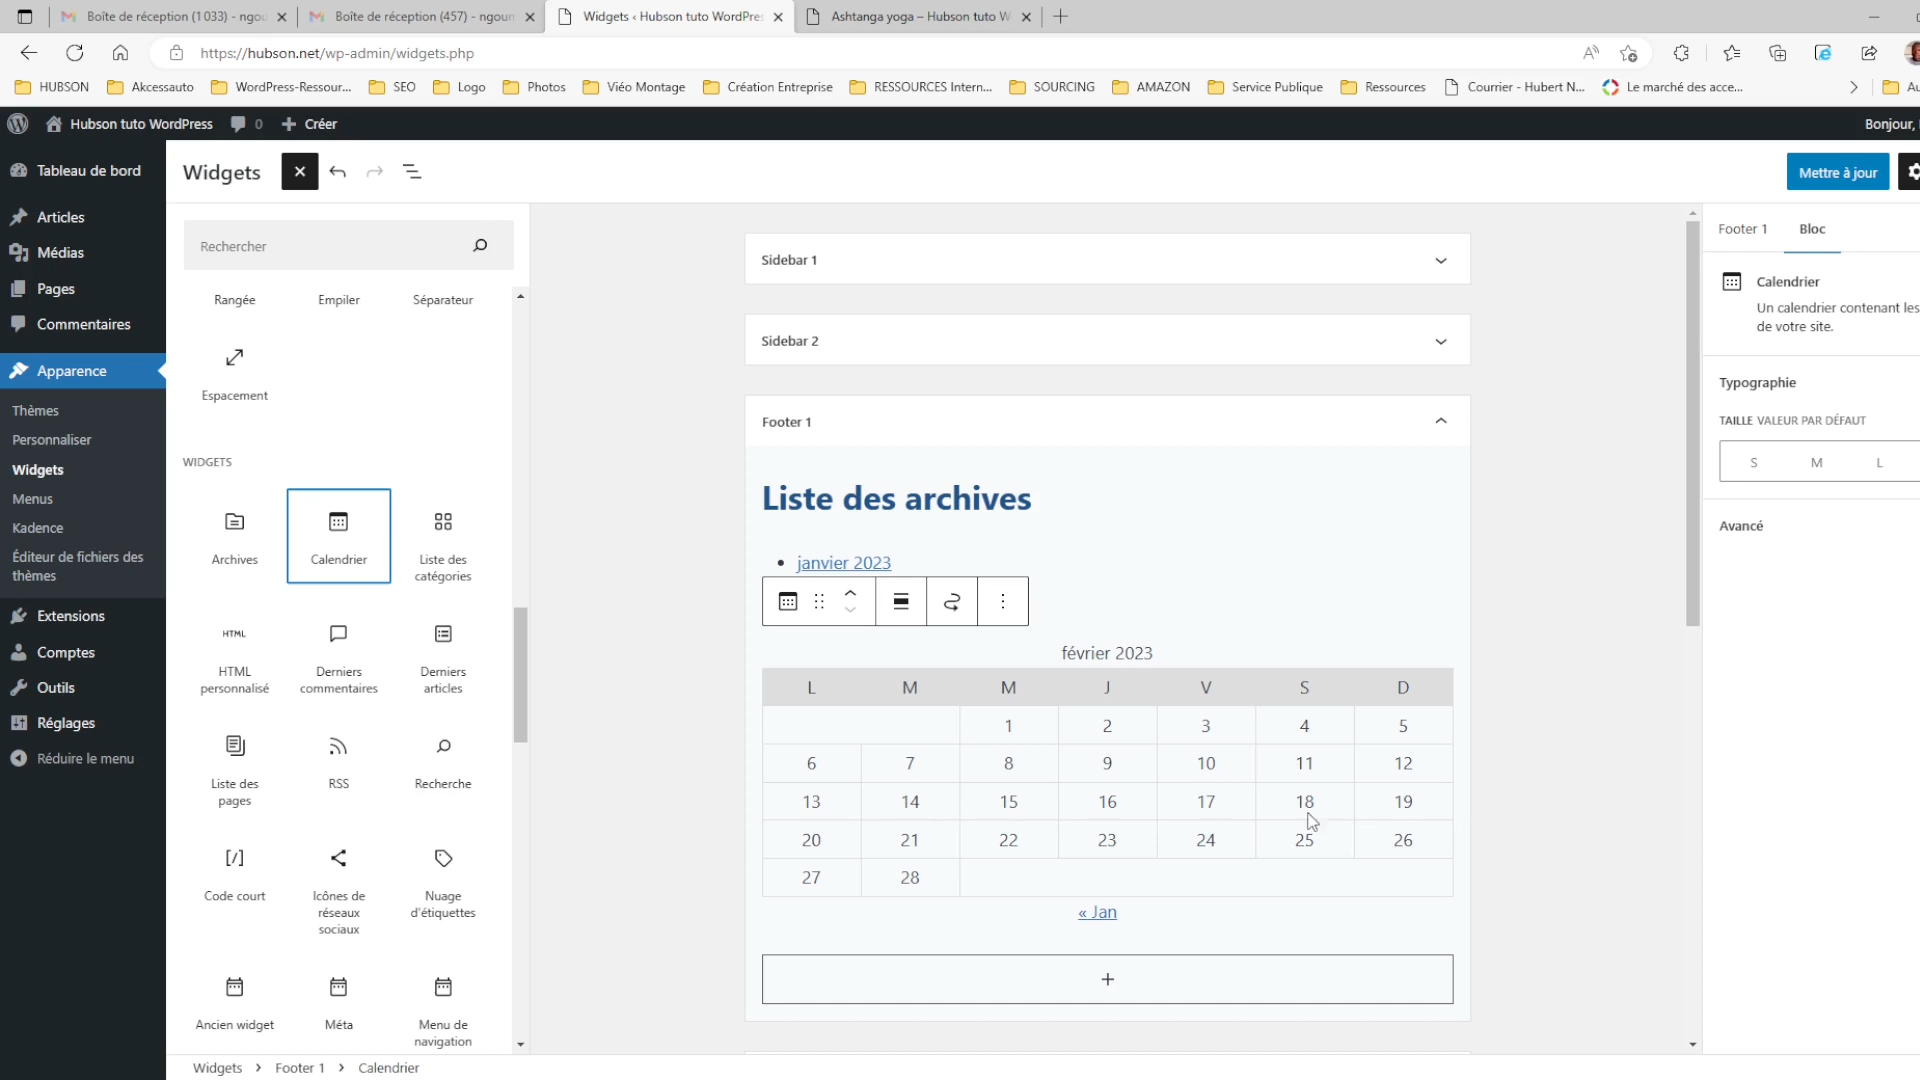 Boîte de réception (1 033) - ngou
Boîte de réception (457) - ngoun
Widgets ‹ Hubson tuto WordPres
Ashtanga yoga – Hubson tuto W
https://hubson.net/wp-admin/widgets.php
HUBSON
Akcessauto
WordPress-Ressour...
SEO
Logo
Photos
Viéo Montage
Création Entreprise
RESSOURCES Intern...
SOURCING
AMAZON
Service Publique
Ressources
Courrier - Hubert N...
Le marché des acce...
Au
Hubson tuto WordPress
0
Créer
Bonjour,
Tableau de bord
Articles
Médias
Pages
Commentaires
Apparence
Thèmes
Personnaliser
Widgets
Menus
Kadence
Éditeur de fichiers des
thèmes
Extensions
Comptes
Outils
Réglages
Réduire le menu
Widgets
Mettre à jour
Rechercher
Rangée
Empiler
Séparateur
Espacement
WIDGETS
Archives
Calendrier
Liste des
catégories
HTML
HTML
personnalisé
Derniers
commentaires
Derniers
articles
Liste des
pages
RSS
Recherche
[/]
Code court
Icônes de
réseaux
sociaux
Nuage
d'étiquettes
Ancien widget
Méta
Menu de
navigation
Sidebar 1
Sidebar 2
Footer 1
Liste des archives
• janvier 2023
février 2023
L M M J V S D
1 2 3 4 5
6 7 8 9 10 11 12
13 14 15 16 17 18 19
20 21 22 23 24 25 26
27 28
« Jan
+
Footer 1
Bloc
Calendrier
Un calendrier contenant les
de votre site.
Typographie
TAILLE VALEUR PAR DÉFAUT
S M L
Avancé
Widgets > Footer 1 > Calendrier